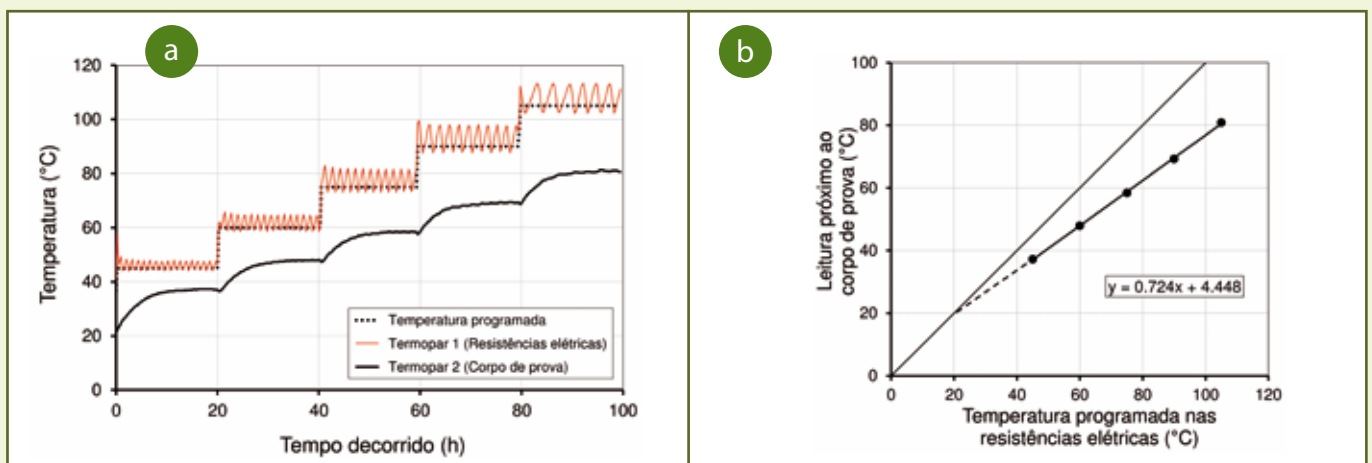 a
120
100
80
60
40
20
0
Temperatura (°C)
Temperatura programada
Termopar 1 (Resistências elétricas)
Termopar 2 (Corpo de prova)
0 20 40 60 80 100
Tempo decorrido (h)
b
100
80
60
40
20
0
Leitura próximo ao
corpo de prova (°C)
y = 0.724x + 4.448
0 20 40 60 80 100 120
Temperatura programada nas
resistências elétricas (°C)